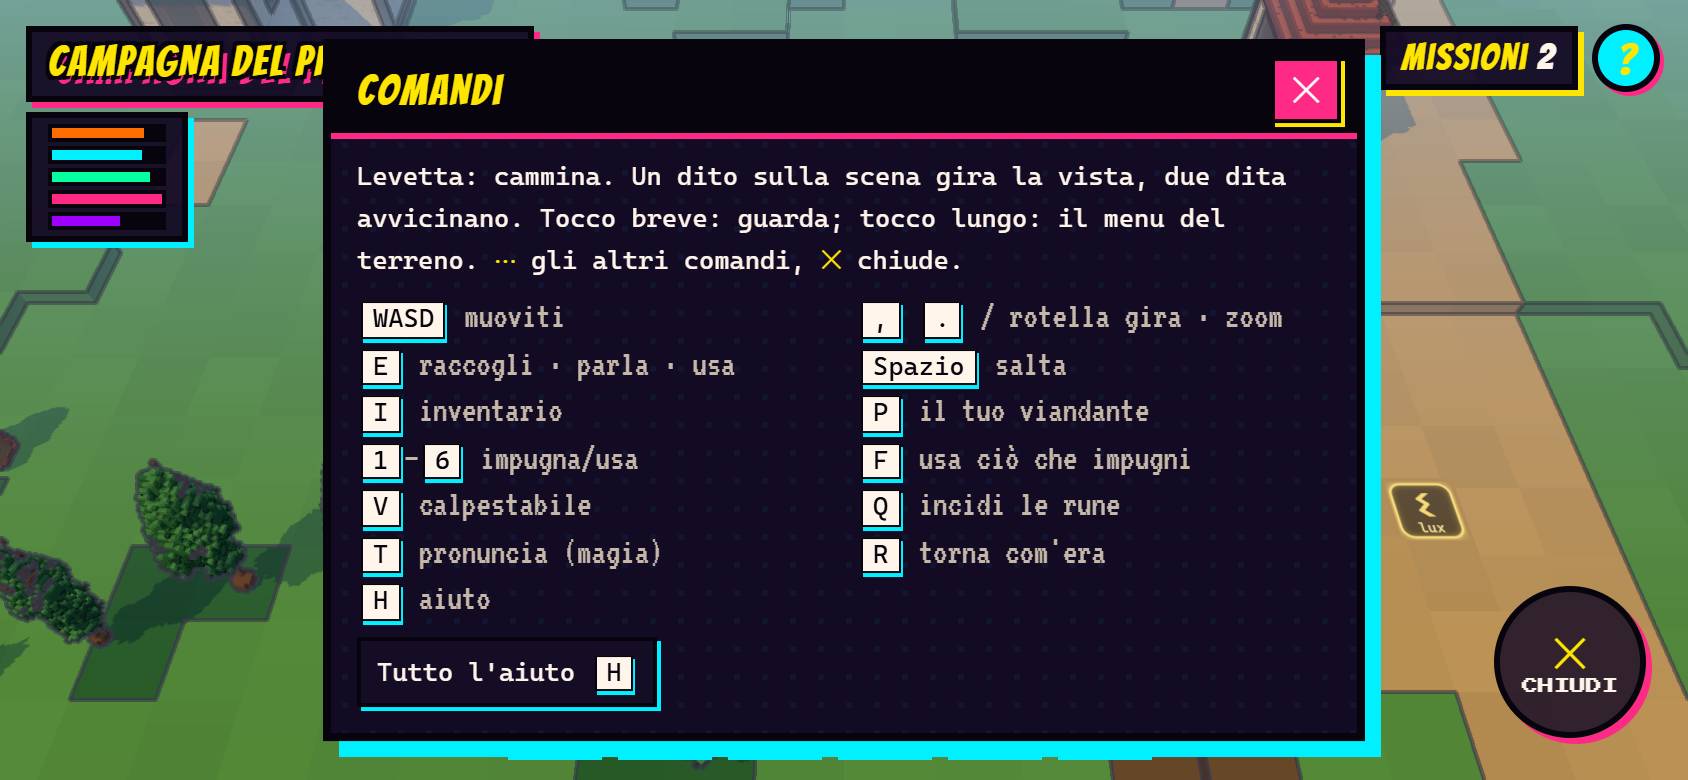 CAMPAGNA DEL
COMANDI
MISSIONI 2
?
Levetta: cammina. Un dito sulla scena gira la vista, due dita
avvicinano. Tocco breve: guarda; tocco lungo: il menu del
terreno. ··· gli altri comandi, × chiude.
WASD muoviti
, . / rotella gira · zoom
E raccogli · parla · usa
Spazio salta
I inventario
P il tuo viandante
1-6 impugna/usa
F usa ciò che impugni
V calpestabile
Q incidi le rune
T pronuncia (magia)
R torna com'era
H aiuto
Tutto l'aiuto H
lux
CHIUDI